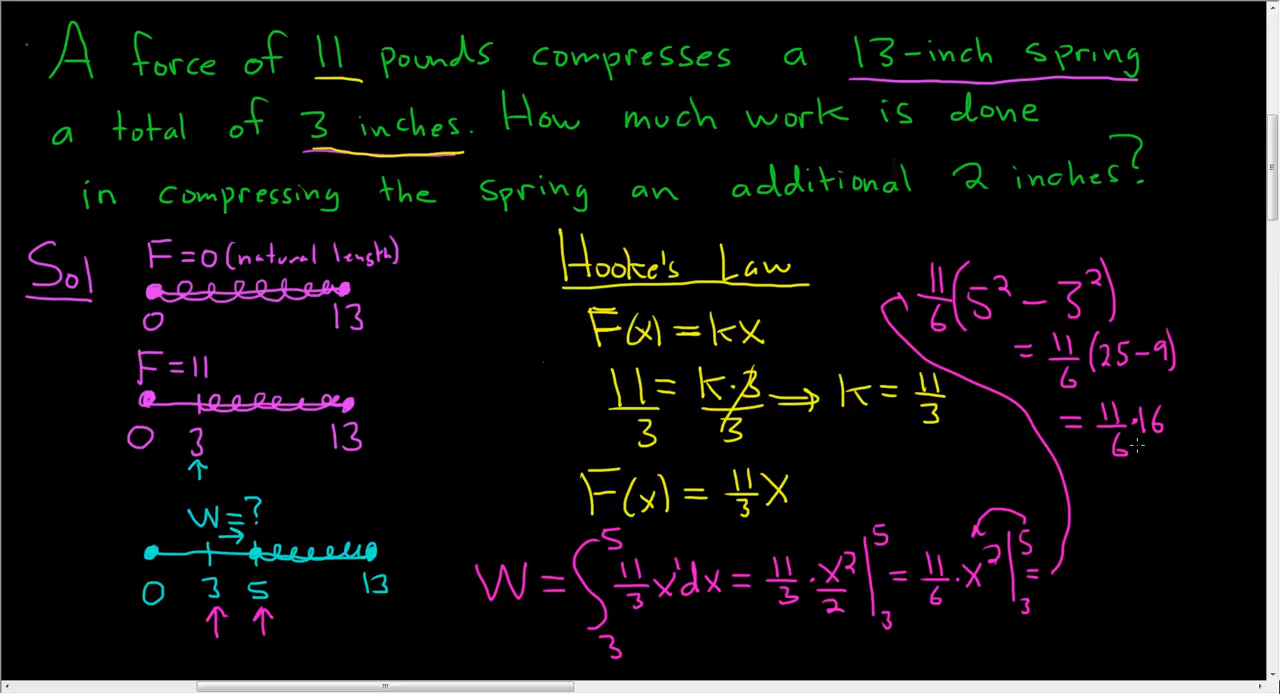 A force of 11 pounds compresses a 13-inch spring
a total of 3 inches. How much work is done
in compressing the spring an additional 2 inches?
Sol
F=0 (natural length)
0 13
F=11
0 3 13
↑
W=?
→
0 3 5 13
↑ ↑
Hooke's Law
F(x) = kx
11/3 = k·3/3 ⟹ k = 11/3
F(x) = 11/3 x
W = ∫₃⁵ 11/3 x¹dx = 11/3 · x²/2 |₃⁵ = 11/6 · x² |₃⁵ =
11/6 (5² − 3²)
= 11/6 (25−9)
= 11/6 · 16